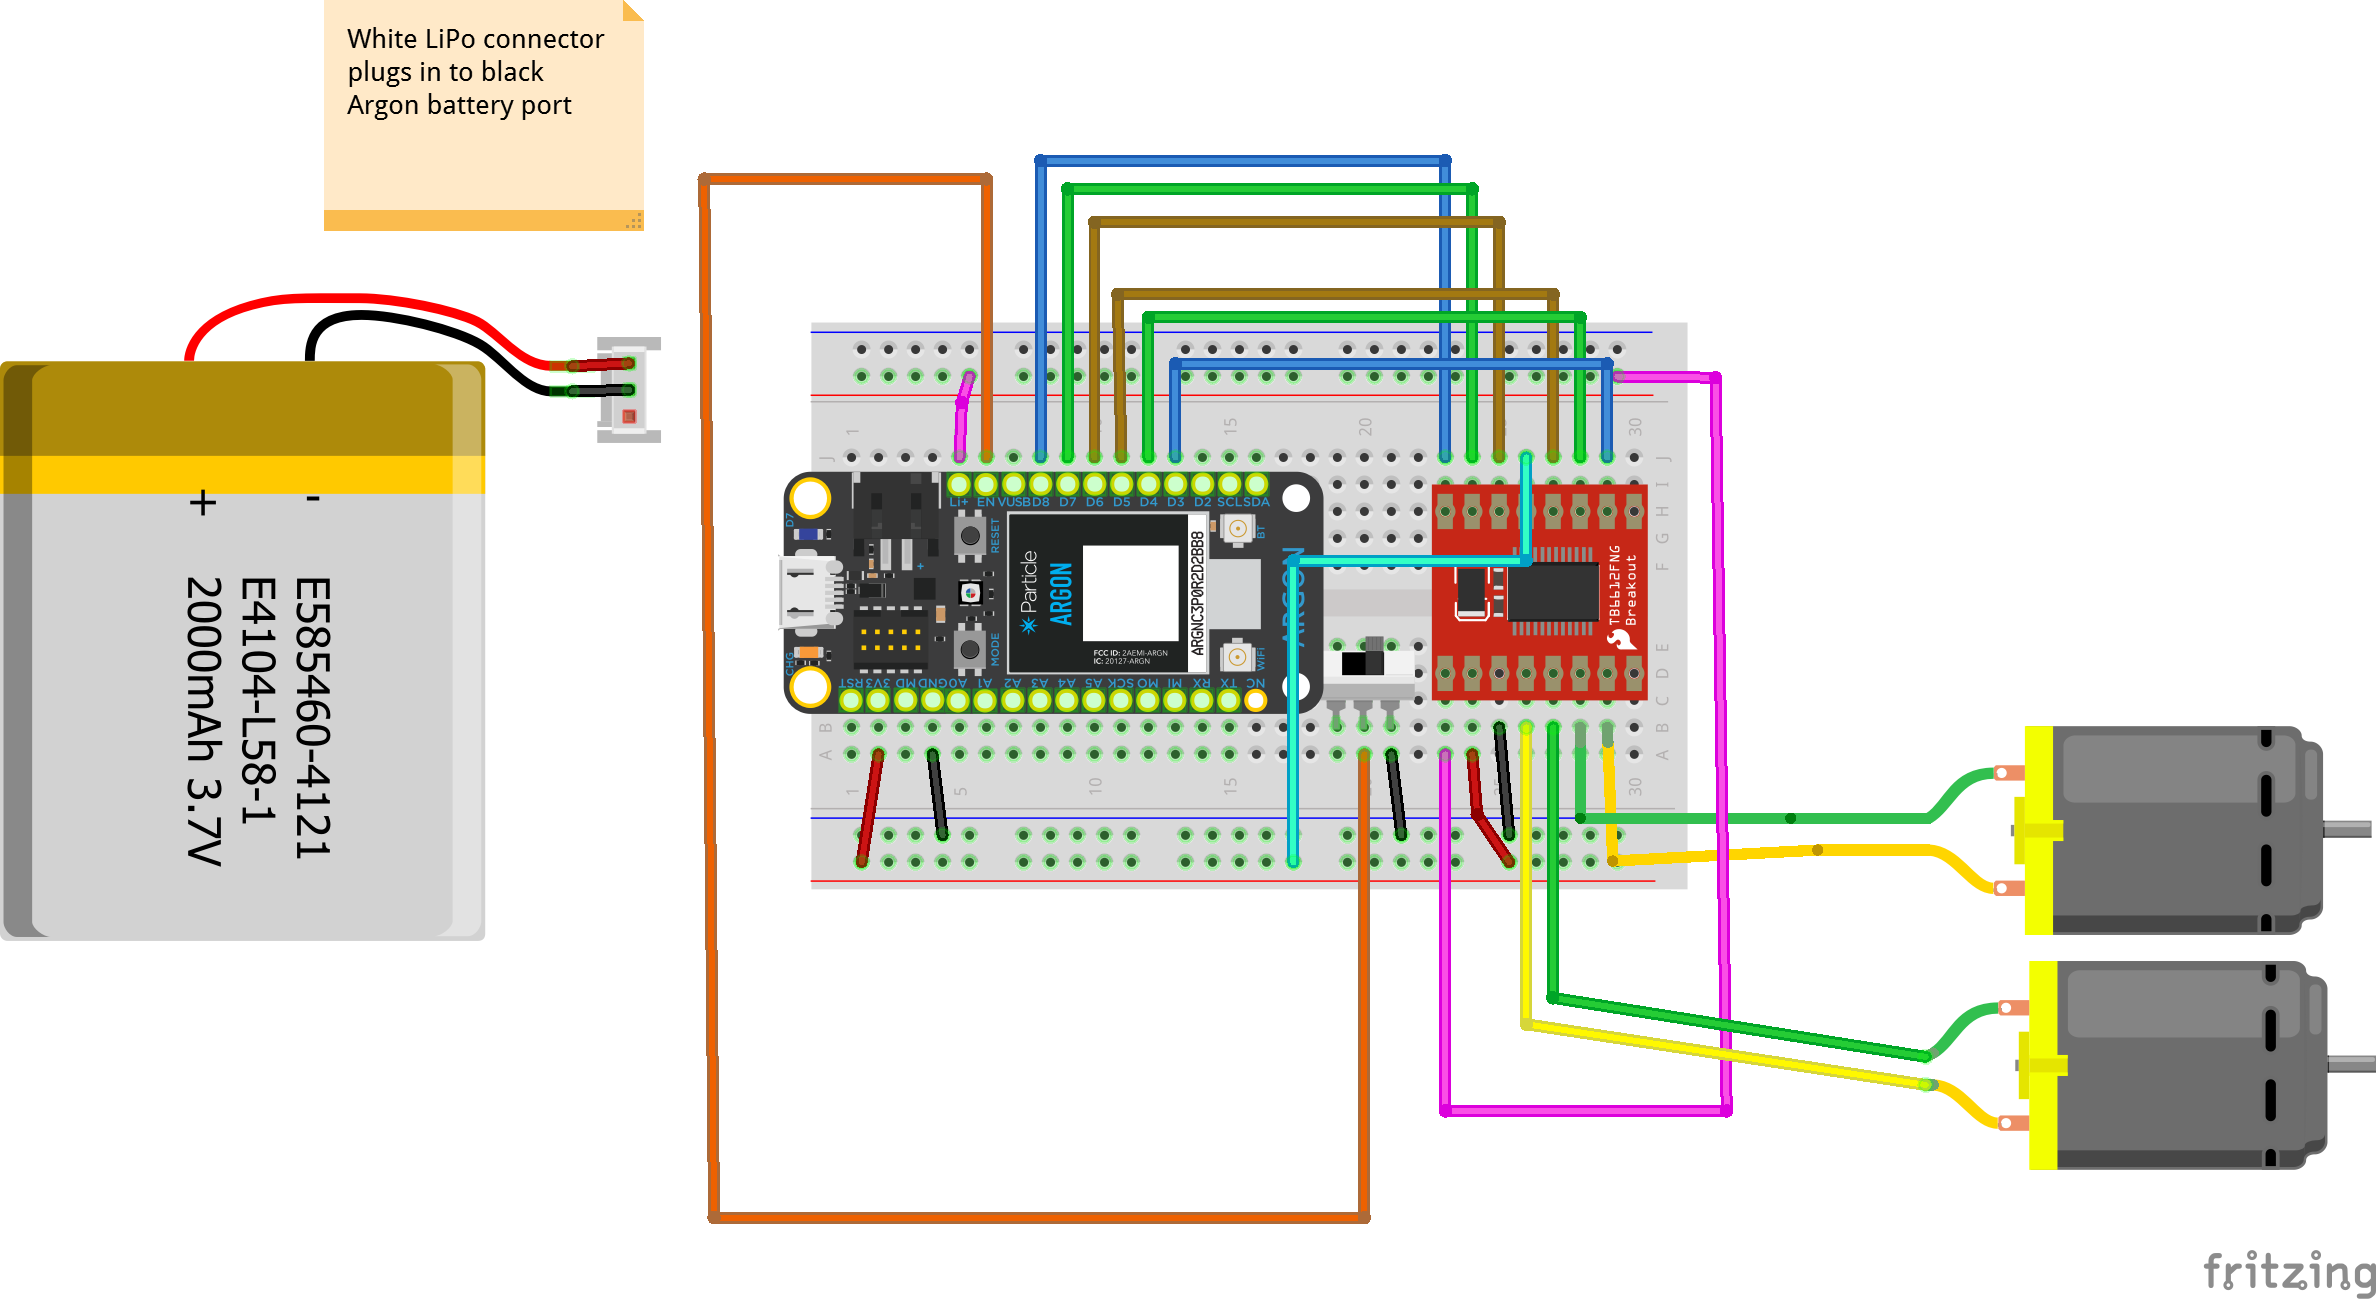 White LiPo connector
plugs in to black
Argon battery port
+ -
E585460-4121
E4104-L58-1
2000mAh 3.7V
1 15 20 30
J J
I
H
G
F
E
D
C
B B
A A
1 5 10 15 30
Li+ EN VUSB D8 D7 D6 D5 D4 D3 D2 SCL SDA
RST 3V3 MD GND A0 A1 A2 A3 A4 A5 SCK MO MI RX TX NC
D7
CHG
+
RESET
MODE
Particle
ARGON
FCC ID: 2AEMI-ARGN
IC: 20127-ARGN
ARGNC3P0R2D2BB8
BT
WiFi
ARGON
TB6612FNG
Breakout
fritzing